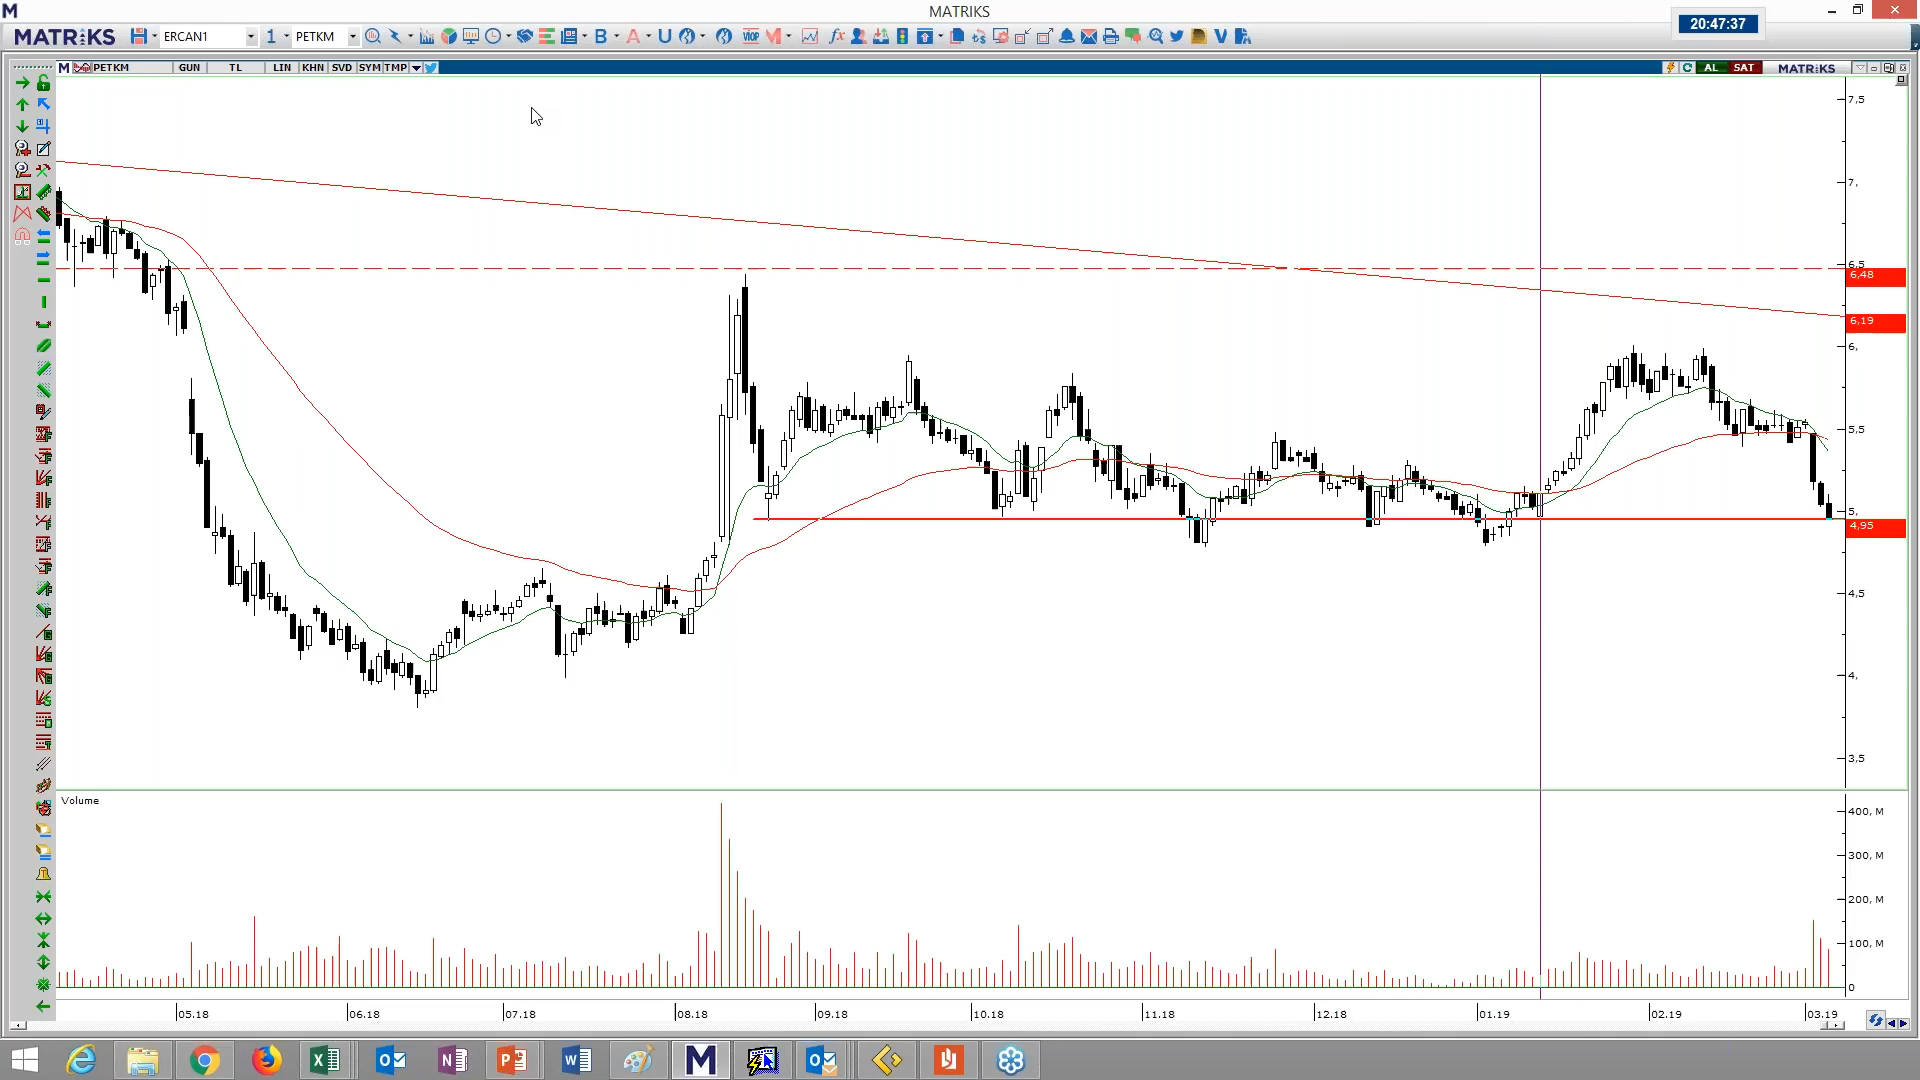 MATRIKS
20:47:37
MATRIKS ERCAN1 1 PETKM B A U VIOP M fx V
M PETKM GUN TL LIN KHN SVD SYM TMP AL SAT MATRIKS
7,5
7,
6,5
6,48
6,19
6,
5,5
5,
4,95
4,5
4,
3,5
Volume
400, M
300, M
200, M
100, M
0
05.18 06.18 07.18 08.18 09.18 10.18 11.18 12.18 01.19 02.19 03.19